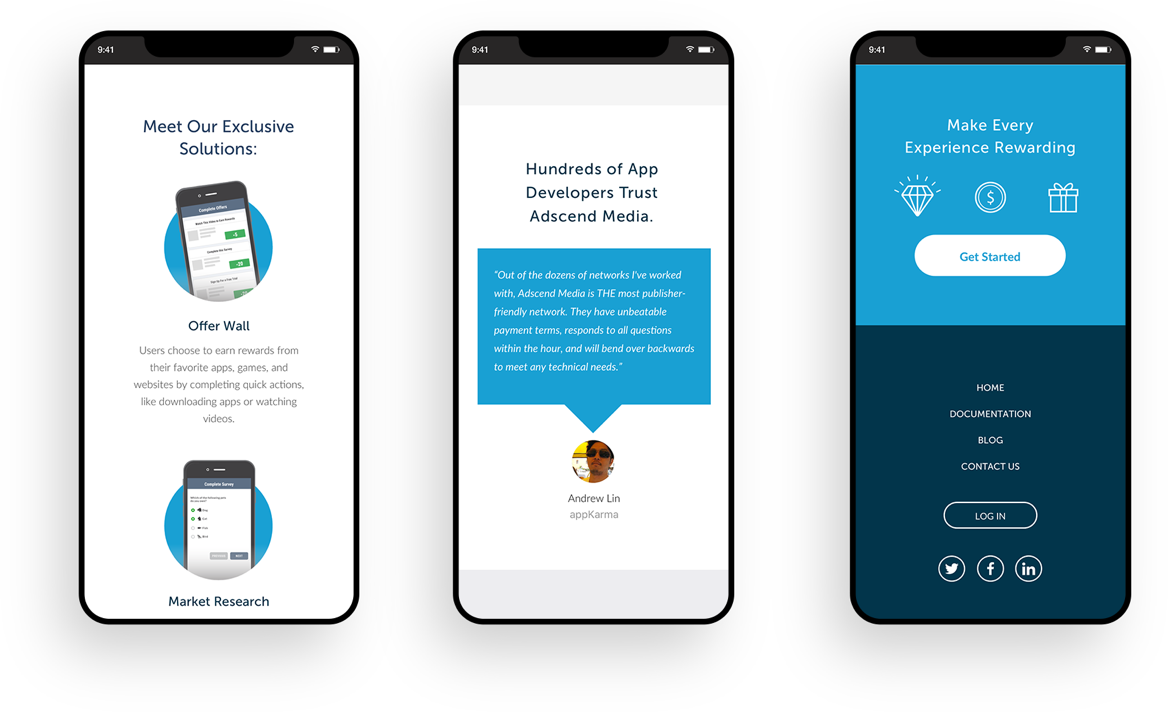 9:41
Meet Our Exclusive
Solutions:
Complete Offers
Offer Wall
Users choose to earn rewards from
their favorite apps, games, and
websites by completing quick actions,
like downloading apps or watching
videos.
Complete Survey
Market Research
9:41
Hundreds of App
Developers Trust
Adscend Media.
“Out of the dozens of networks I've worked
with, Adscend Media is THE most publisher-
friendly network. They have unbeatable
payment terms, responds to all questions
within the hour, and will bend over backwards
to meet any technical needs.”
Andrew Lin
appKarma
9:41
Make Every
Experience Rewarding
$
Get Started
HOME
DOCUMENTATION
BLOG
CONTACT US
LOG IN
f
in